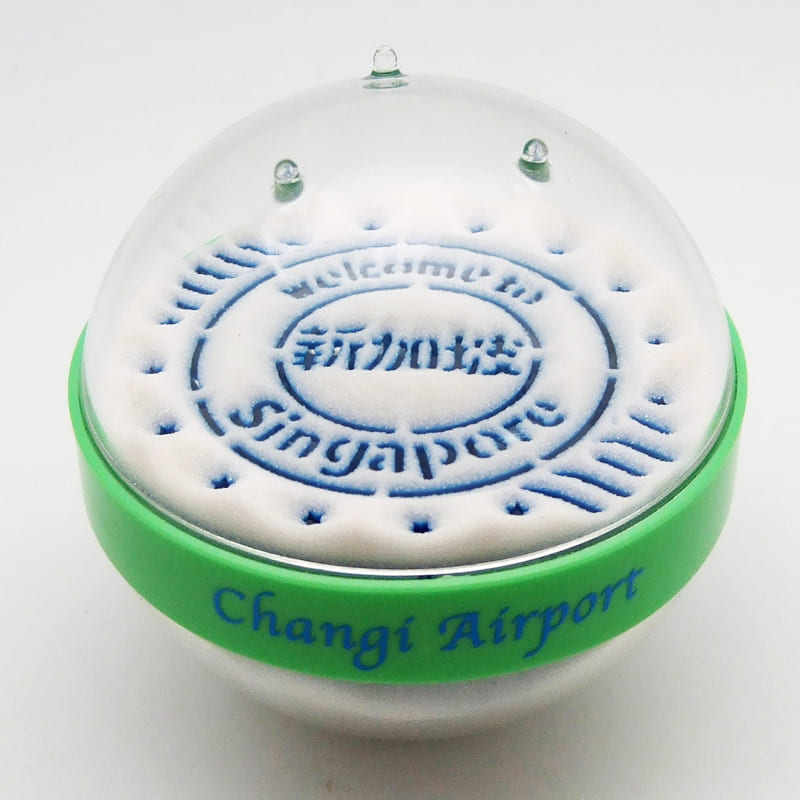 Welcome to
新加坡
Singapore
Changi Airport